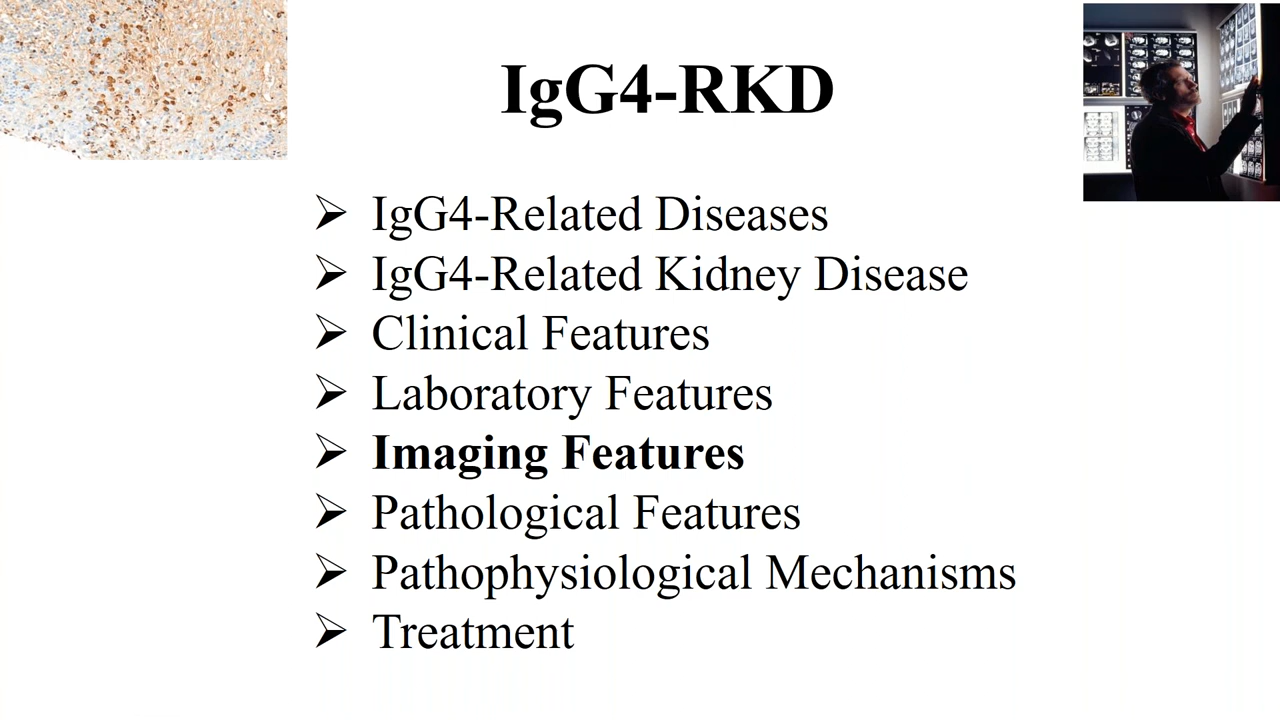 IgG4-RKD
➢ IgG4-Related Diseases
➢ IgG4-Related Kidney Disease
➢ Clinical Features
➢ Laboratory Features
➢ Imaging Features
➢ Pathological Features
➢ Pathophysiological Mechanisms
➢ Treatment